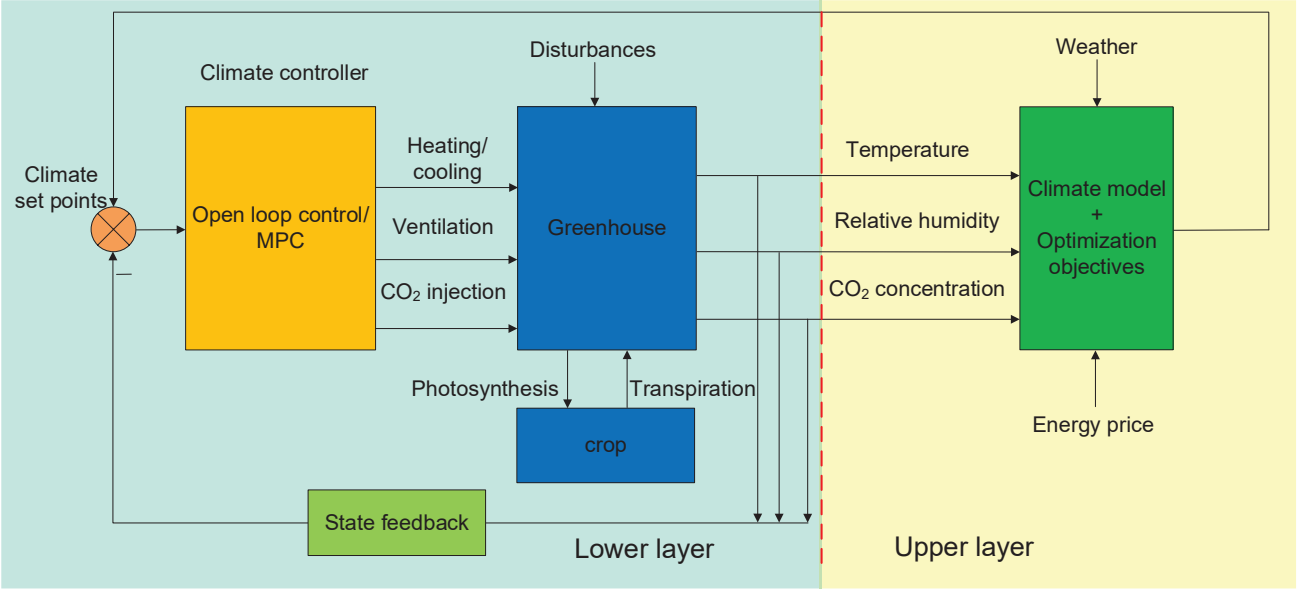 Disturbances
Weather
Climate controller
Heating/
cooling
Temperature
Climate
set points
Open loop control/
MPC
Ventilation
Greenhouse
Relative humidity
Climate model
+
Optimization
objectives
CO₂ injection
CO₂ concentration
—
Photosynthesis
Transpiration
Energy price
crop
State feedback
Lower layer
Upper layer